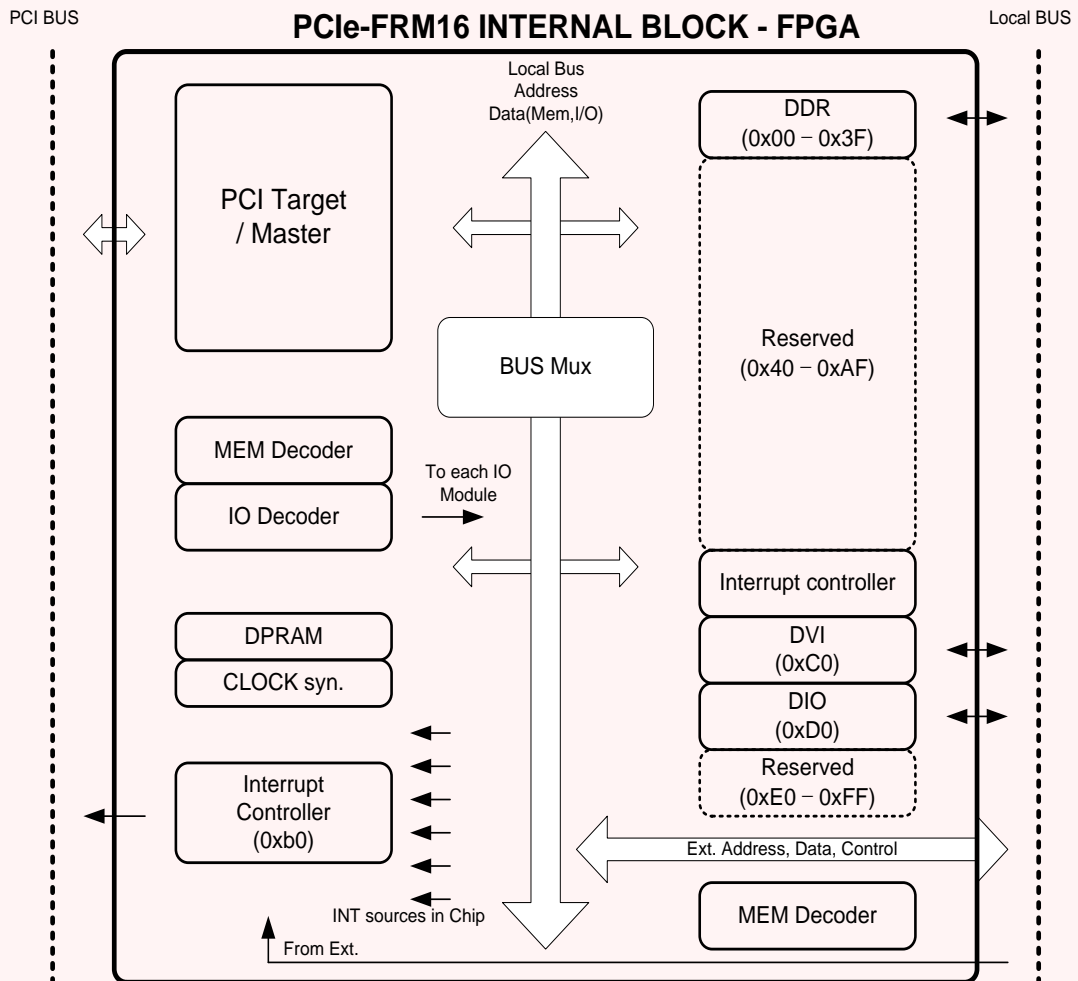 PCI BUS
PCIe-FRM16 INTERNAL BLOCK - FPGA
Local BUS
Local Bus
Address
Data(Mem,I/O)
PCI Target
/ Master
DDR
(0x00 – 0x3F)
BUS Mux
Reserved
(0x40 – 0xAF)
MEM Decoder
IO Decoder
To each IO
Module
Interrupt controller
DPRAM
CLOCK syn.
DVI
(0xC0)
DIO
(0xD0)
Reserved
(0xE0 – 0xFF)
Interrupt
Controller
(0xb0)
Ext. Address, Data, Control
INT sources in Chip
MEM Decoder
From Ext.